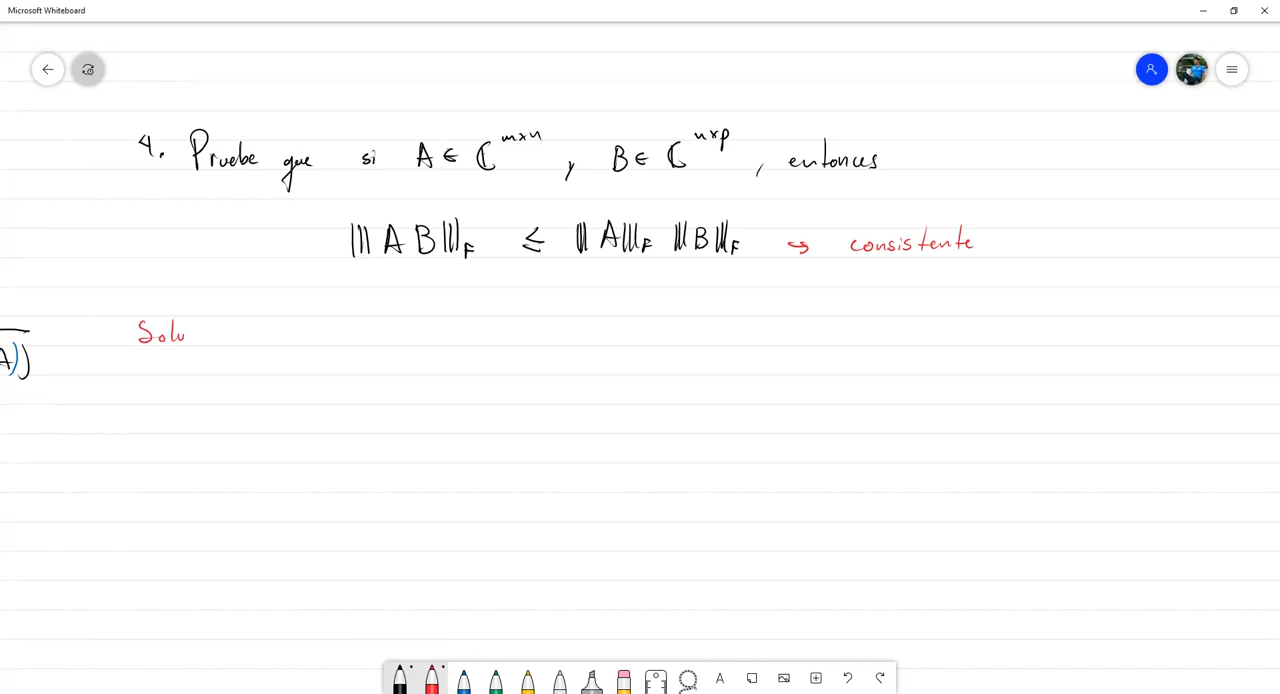 Microsoft Whiteboard
4. Pruebe que si A ∈ ℂ^{m×n}, B ∈ ℂ^{n×p}, entonces
|||AB|||_F ≤ |||A|||_F |||B|||_F ↝ consistente
Solu
A))
A